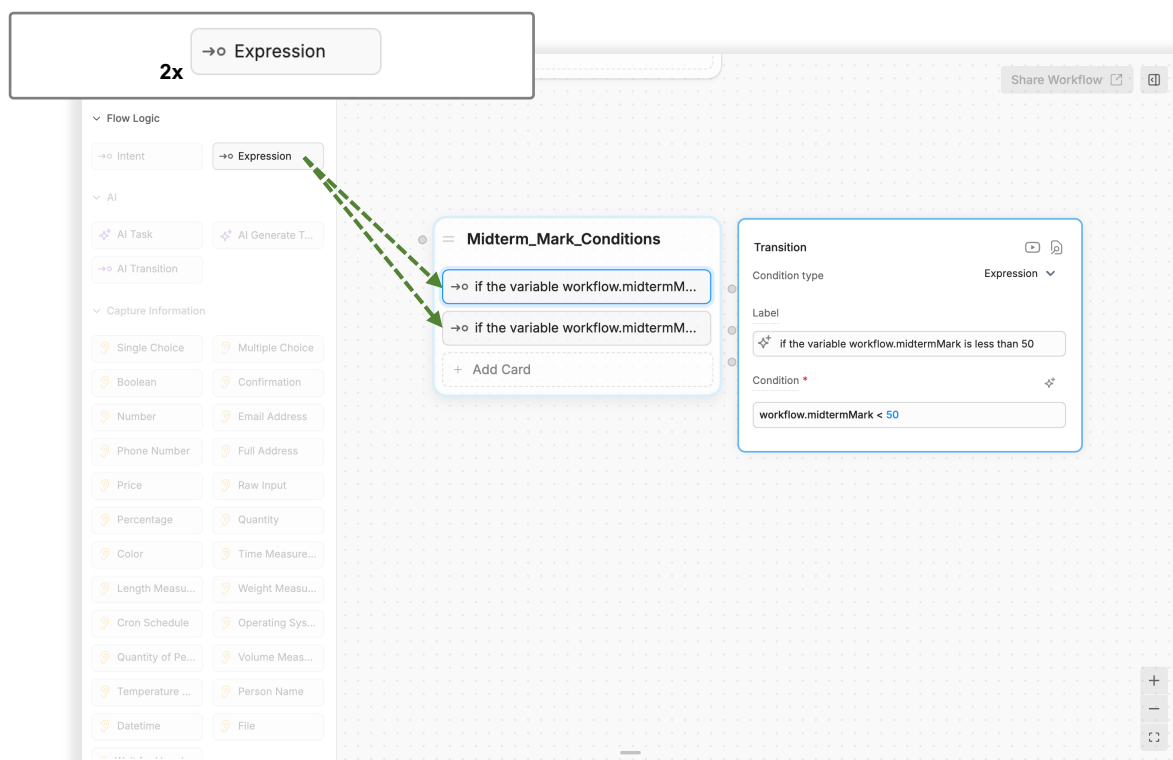 Expression
2x
Share Workflow
Flow Logic
Intent
Expression
AI
AI Task
AI Generate T...
AI Transition
Capture Information
Single Choice
Multiple Choice
Boolean
Confirmation
Number
Email Address
Phone Number
Full Address
Price
Raw Input
Percentage
Quantity
Color
Time Measure...
Length Measu...
Weight Measu...
Cron Schedule
Operating Sys...
Quantity of Pe...
Volume Meas...
Temperature ...
Person Name
Datetime
File
Midterm_Mark_Conditions
if the variable workflow.midtermM...
if the variable workflow.midtermM...
+ Add Card
Transition
Condition type
Expression
Label
if the variable workflow.midtermMark is less than 50
Condition *
workflow.midtermMark < 50